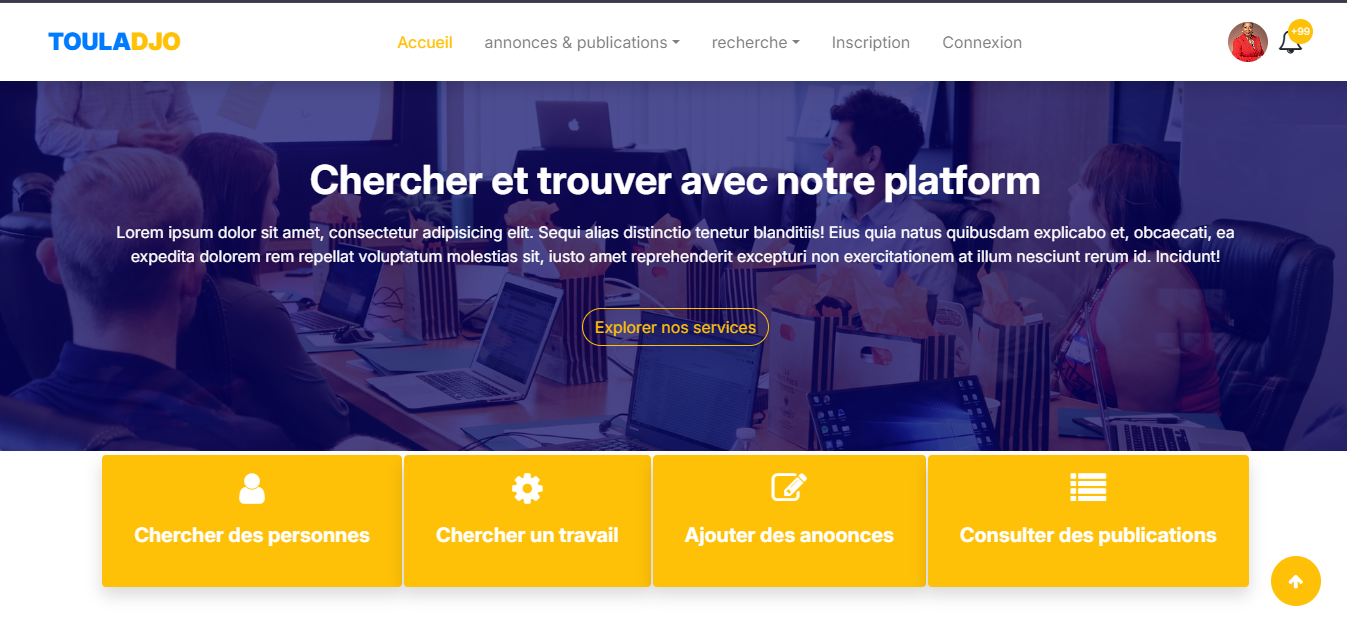 TOULADJO
Accueil
annonces & publications
recherche
Inscription
Connexion
+99
Chercher et trouver avec notre platform
Lorem ipsum dolor sit amet, consectetur adipisicing elit. Sequi alias distinctio tenetur blanditiis! Eius quia natus quibusdam explicabo et, obcaecati, ea
expedita dolorem rem repellat voluptatum molestias sit, iusto amet reprehenderit excepturi non exercitationem at illum nesciunt rerum id. Incidunt!
Explorer nos services
Chercher des personnes
Chercher un travail
Ajouter des anoonces
Consulter des publications